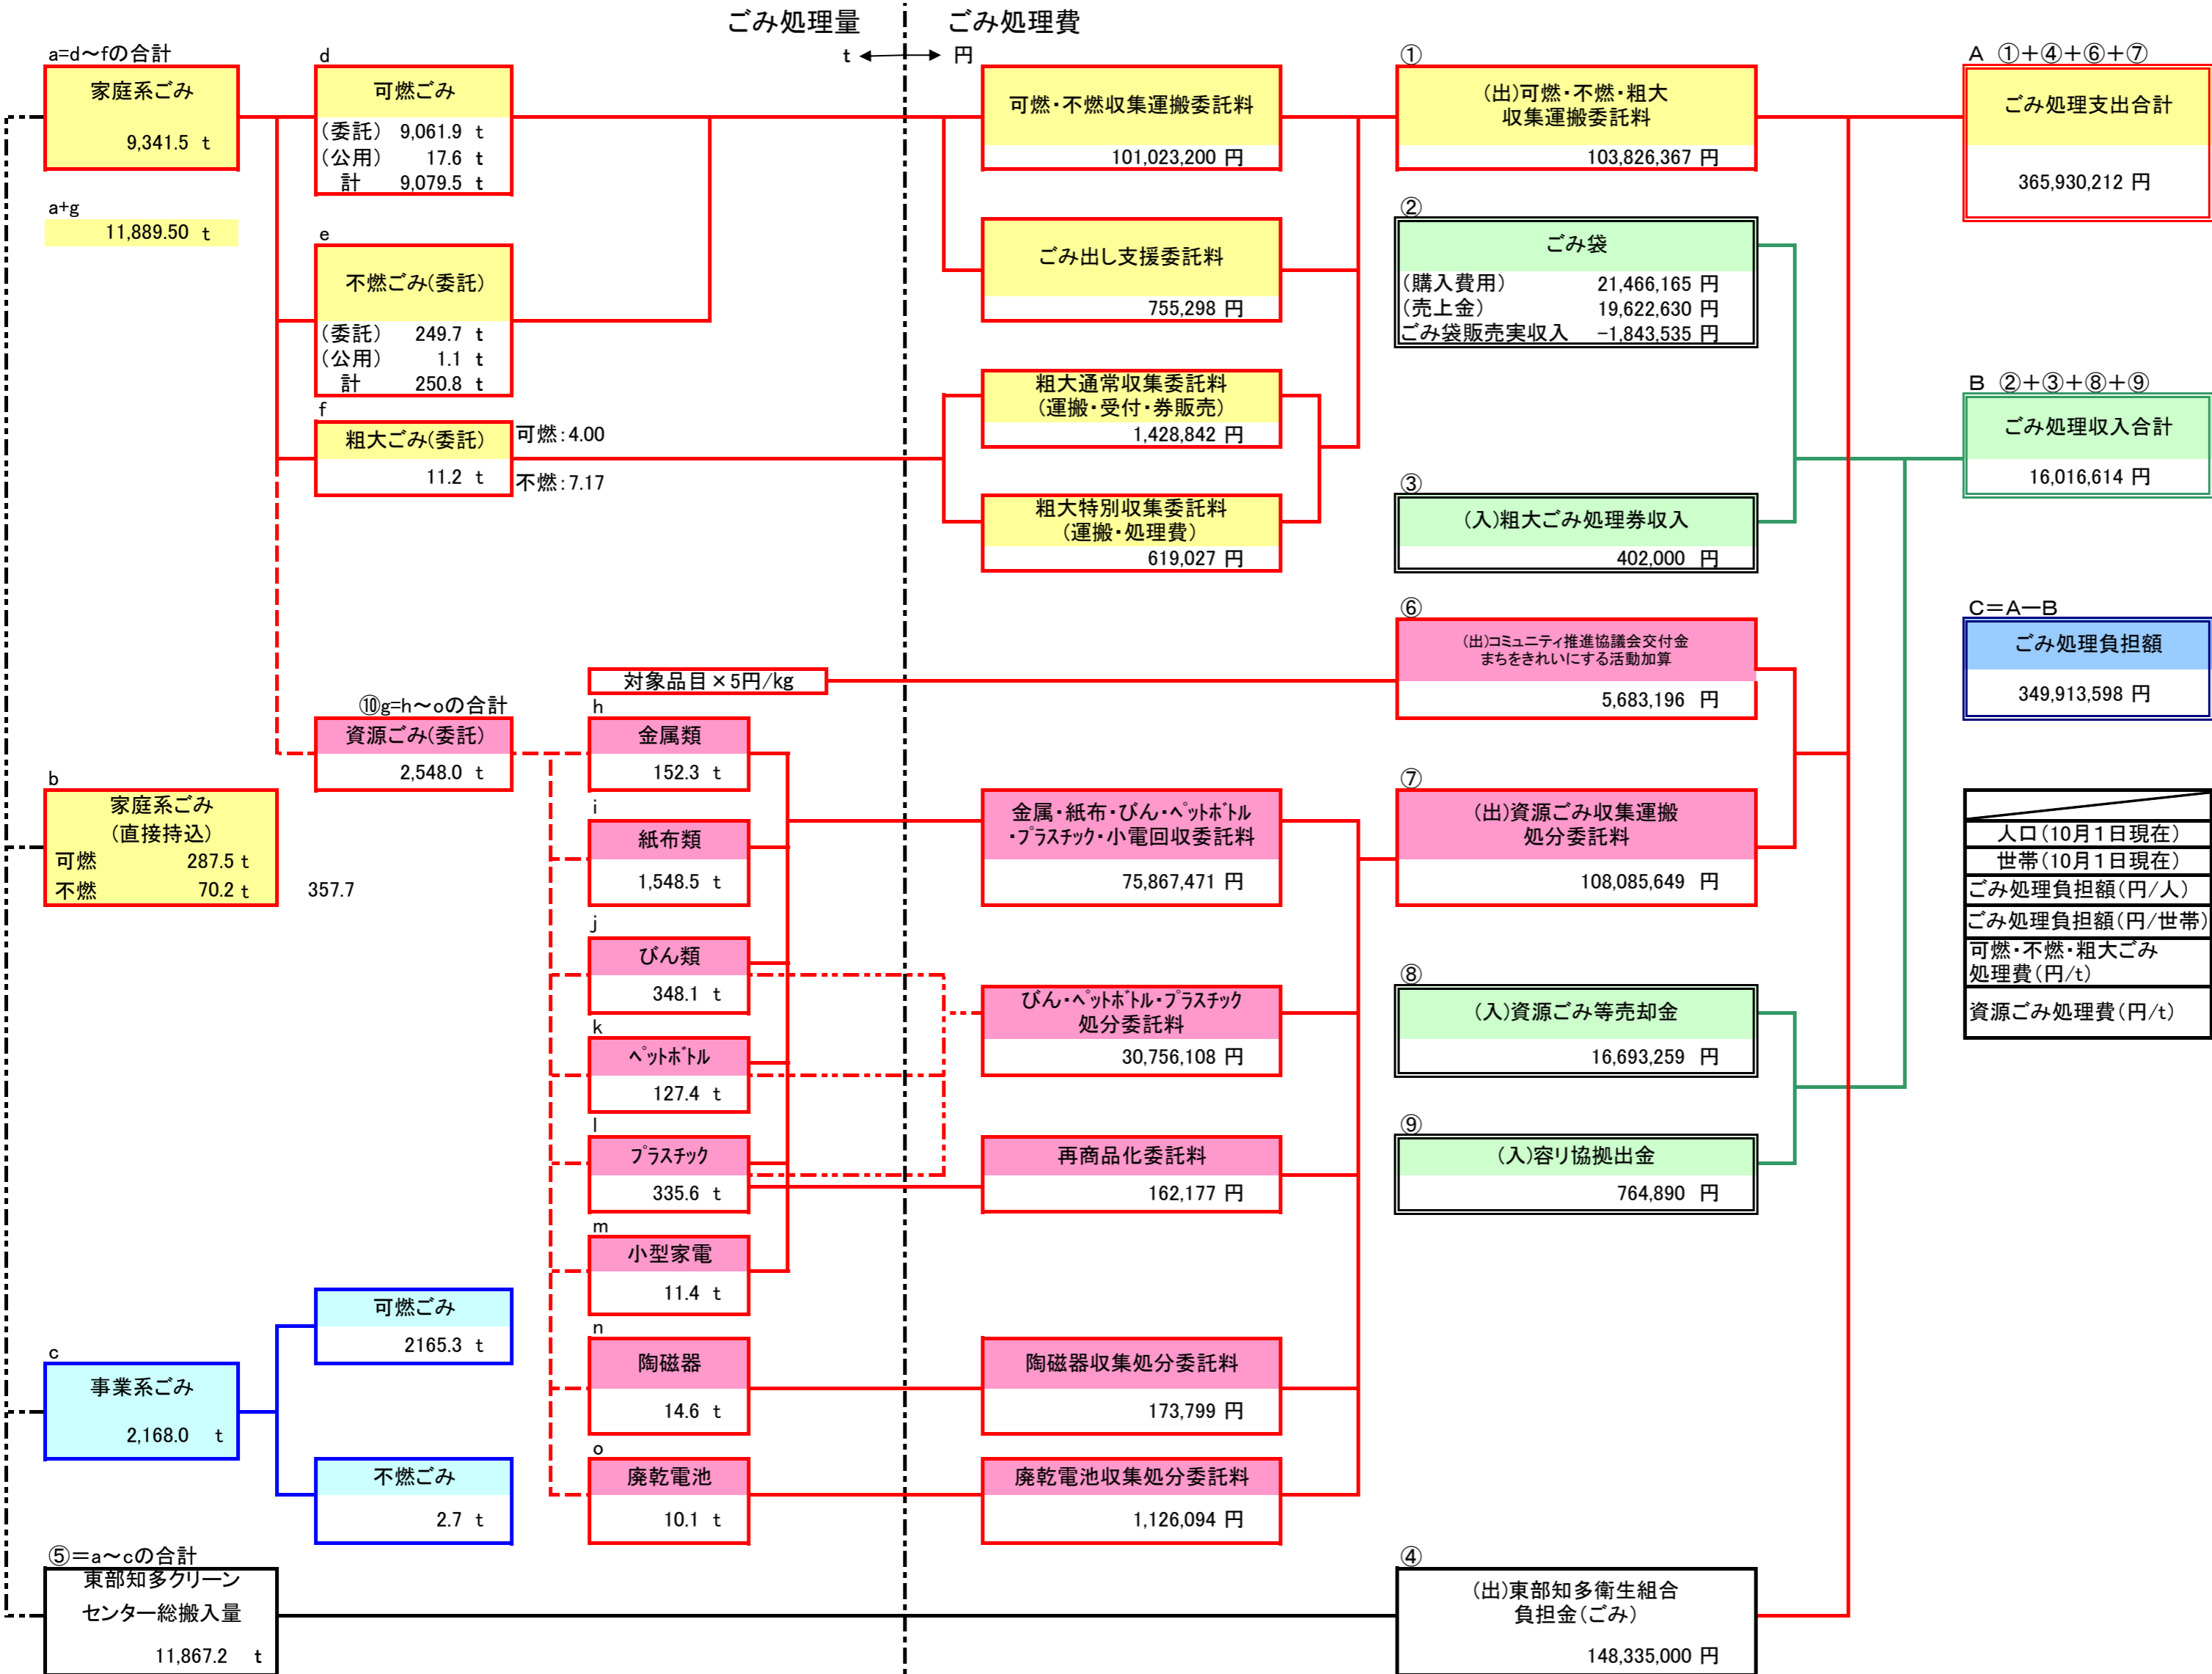 ごみ処理量
ごみ処理費
t
円
a=d～fの合計
家庭系ごみ
9,341.5 t
a+g
11,889.50 t
d
可燃ごみ
(委託) 9,061.9 t
(公用) 17.6 t
計 9,079.5 t
e
不燃ごみ(委託)
(委託) 249.7 t
(公用) 1.1 t
計 250.8 t
f
粗大ごみ(委託)
11.2 t
可燃:4.00
不燃:7.17
可燃・不燃収集運搬委託料
101,023,200 円
ごみ出し支援委託料
755,298 円
粗大通常収集委託料
(運搬・受付・券販売)
1,428,842 円
粗大特別収集委託料
(運搬・処理費)
619,027 円
①
(出)可燃・不燃・粗大
収集運搬委託料
103,826,367 円
②
ごみ袋
(購入費用) 21,466,165 円
(売上金) 19,622,630 円
ごみ袋販売実収入 -1,843,535 円
③
(入)粗大ごみ処理券収入
402,000 円
A ①＋④＋⑥＋⑦
ごみ処理支出合計
365,930,212 円
B ②＋③＋⑧＋⑨
ごみ処理収入合計
16,016,614 円
C＝A－B
ごみ処理負担額
349,913,598 円
⑥
(出)コミュニティ推進協議会交付金
まちをきれいにする活動加算
5,683,196 円
対象品目×5円/kg
⑩g=h～oの合計
資源ごみ(委託)
2,548.0 t
b
家庭系ごみ
(直接持込)
可燃 287.5 t
不燃 70.2 t
357.7
h
金属類
152.3 t
i
紙布類
1,548.5 t
j
びん類
348.1 t
k
ペットボトル
127.4 t
l
プラスチック
335.6 t
m
小型家電
11.4 t
n
陶磁器
14.6 t
o
廃乾電池
10.1 t
金属・紙布・びん・ペットボトル
・プラスチック・小電回収委託料
75,867,471 円
びん・ペットボトル・プラスチック
処分委託料
30,756,108 円
再商品化委託料
162,177 円
陶磁器収集処分委託料
173,799 円
廃乾電池収集処分委託料
1,126,094 円
⑦
(出)資源ごみ収集運搬
処分委託料
108,085,649 円
⑧
(入)資源ごみ等売却金
16,693,259 円
⑨
(入)容リ協拠出金
764,890 円
人口(10月1日現在)
世帯(10月1日現在)
ごみ処理負担額(円/人)
ごみ処理負担額(円/世帯)
可燃・不燃・粗大ごみ
処理費(円/t)
資源ごみ処理費(円/t)
c
事業系ごみ
2,168.0 t
可燃ごみ
2165.3 t
不燃ごみ
2.7 t
⑤＝a～cの合計
東部知多クリーン
センター総搬入量
11,867.2 t
④
(出)東部知多衛生組合
負担金(ごみ)
148,335,000 円